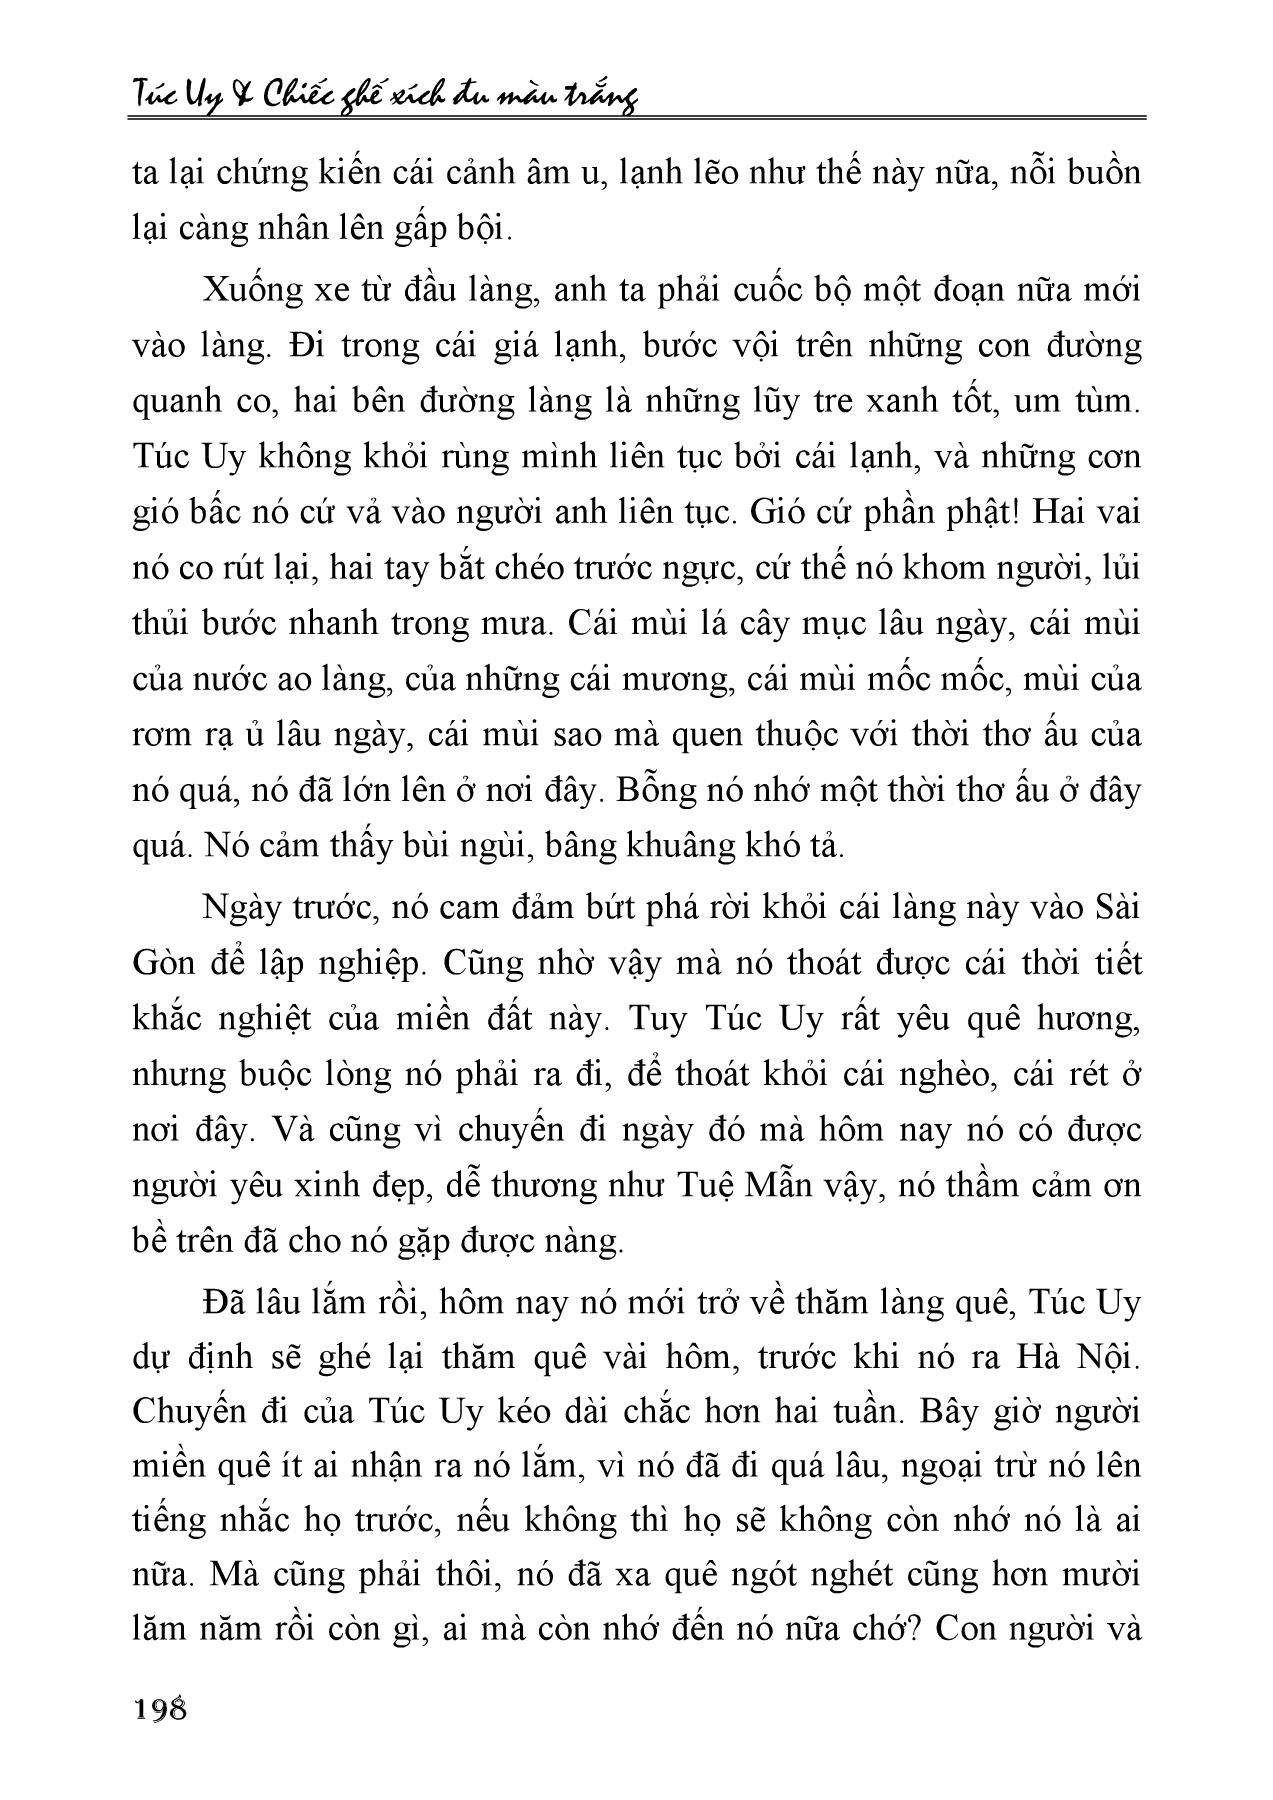 Túc Uy & Chiếc ghế xích đu màu trắng
ta lại chứng kiến cái cảnh âm u, lạnh lẽo như thế này nữa, nỗi buồn
lại càng nhân lên gấp bội.
Xuống xe từ đầu làng, anh ta phải cuốc bộ một đoạn nữa mới
vào làng. Đi trong cái giá lạnh, bước vội trên những con đường
quanh co, hai bên đường làng là những lũy tre xanh tốt, um tùm.
Túc Uy không khỏi rùng mình liên tục bởi cái lạnh, và những cơn
gió bấc nó cứ vả vào người anh liên tục. Gió cứ phần phật! Hai vai
nó co rút lại, hai tay bắt chéo trước ngực, cứ thế nó khom người, lủi
thủi bước nhanh trong mưa. Cái mùi lá cây mục lâu ngày, cái mùi
của nước ao làng, của những cái mương, cái mùi mốc mốc, mùi của
rơm rạ ủ lâu ngày, cái mùi sao mà quen thuộc với thời thơ ấu của
nó quá, nó đã lớn lên ở nơi đây. Bỗng nó nhớ một thời thơ ấu ở đây
quá. Nó cảm thấy bùi ngùi, bâng khuâng khó tả.
Ngày trước, nó cam đảm bứt phá rời khỏi cái làng này vào Sài
Gòn để lập nghiệp. Cũng nhờ vậy mà nó thoát được cái thời tiết
khắc nghiệt của miền đất này. Tuy Túc Uy rất yêu quê hương,
nhưng buộc lòng nó phải ra đi, để thoát khỏi cái nghèo, cái rét ở
nơi đây. Và cũng vì chuyến đi ngày đó mà hôm nay nó có được
người yêu xinh đẹp, dễ thương như Tuệ Mẫn vậy, nó thầm cảm ơn
bề trên đã cho nó gặp được nàng.
Đã lâu lắm rồi, hôm nay nó mới trở về thăm làng quê, Túc Uy
dự định sẽ ghé lại thăm quê vài hôm, trước khi nó ra Hà Nội.
Chuyến đi của Túc Uy kéo dài chắc hơn hai tuần. Bây giờ người
miền quê ít ai nhận ra nó lắm, vì nó đã đi quá lâu, ngoại trừ nó lên
tiếng nhắc họ trước, nếu không thì họ sẽ không còn nhớ nó là ai
nữa. Mà cũng phải thôi, nó đã xa quê ngót nghét cũng hơn mười
lăm năm rồi còn gì, ai mà còn nhớ đến nó nữa chớ? Con người và
198